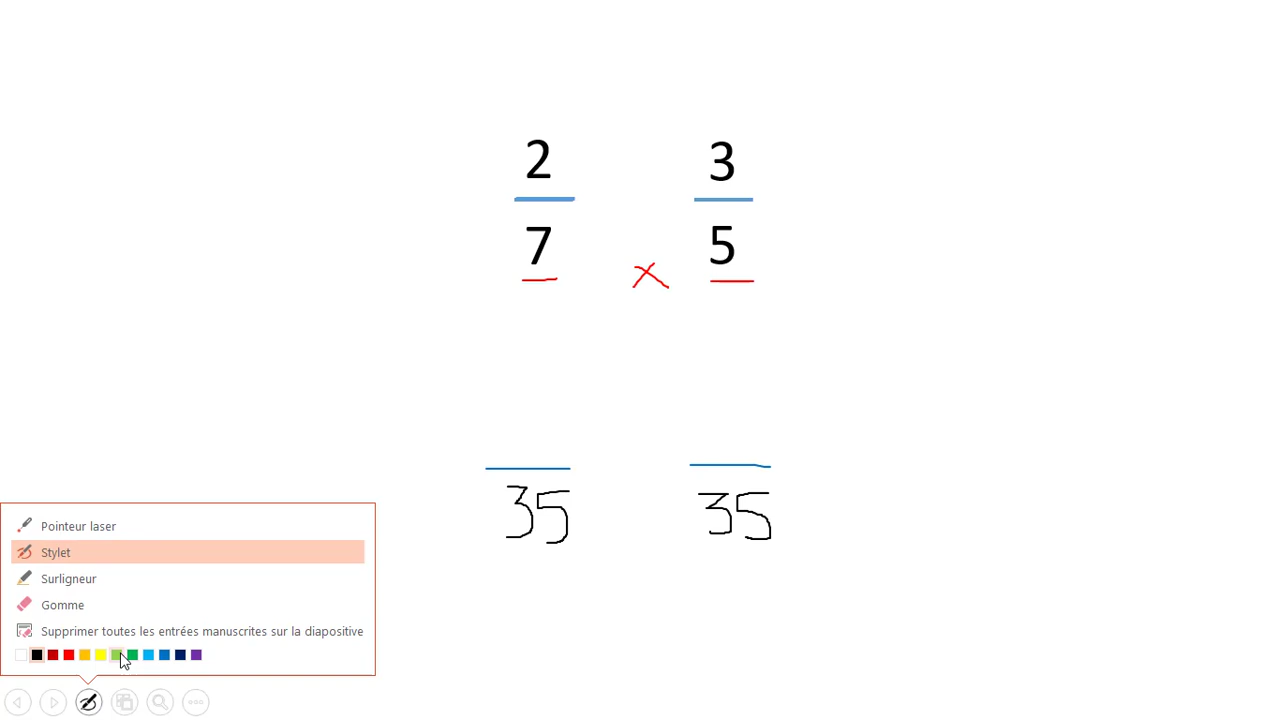 2 3
7 × 5
35 35
Pointeur laser
Stylet
Surligneur
Gomme
Supprimer toutes les entrées manuscrites sur la diapositive